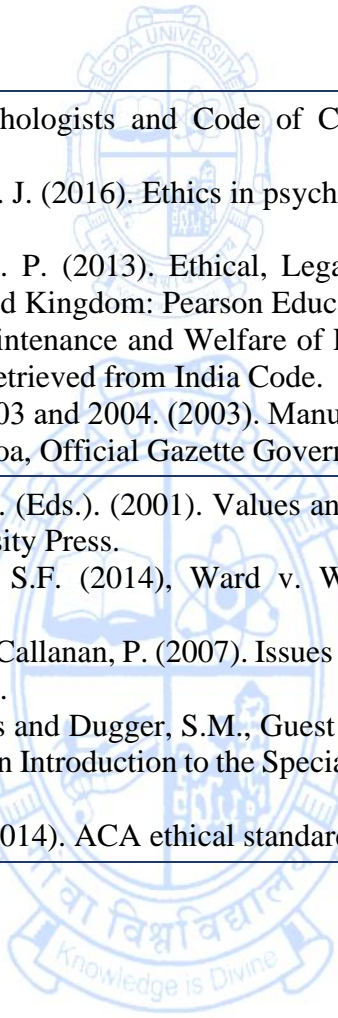 GOA UNIVERSITY
hologists and Code of C
. J. (2016). Ethics in psych
. P. (2013). Ethical, Lega
d Kingdom: Pearson Educ
intenance and Welfare of
etrieved from India Code.
03 and 2004. (2003). Manu
oa, Official Gazette Govern
. (Eds.). (2001). Values an
sity Press.
S.F. (2014), Ward v. W
Callanan, P. (2007). Issues
.
s and Dugger, S.M., Guest
n Introduction to the Specia
014). ACA ethical standard
गोवा विश्वविद्यालय
Knowledge is Divine